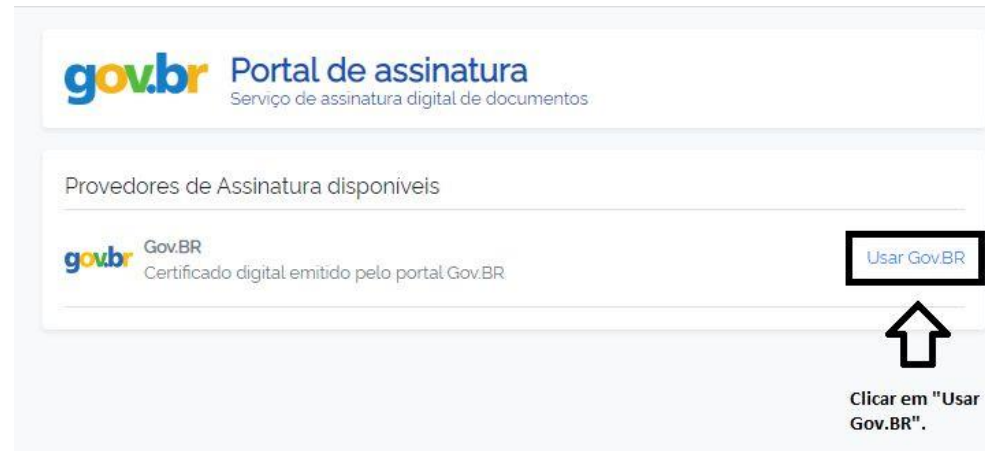 gov.br
Portal de assinatura
Serviço de assinatura digital de documentos
Provedores de Assinatura disponíveis
gov.br
Gov.BR
Certificado digital emitido pelo portal Gov.BR
Usar Gov.BR
Clicar em "Usar
Gov.BR".